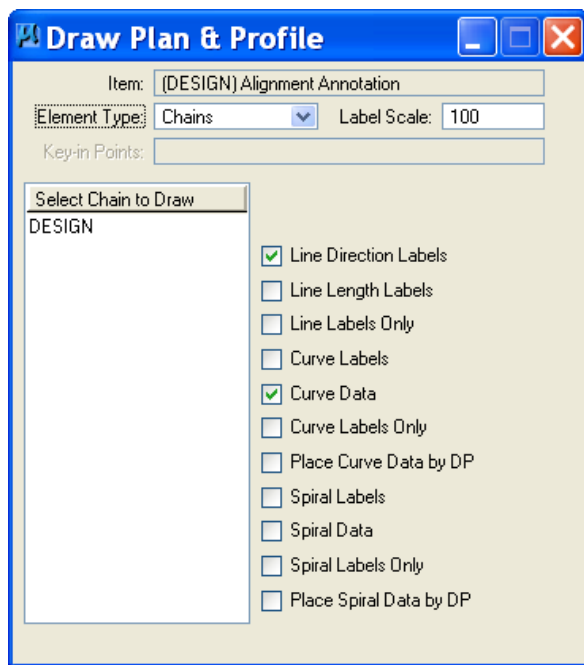 Draw Plan & Profile
Item: (DESIGN) Alignment Annotation
Element Type: Chains Label Scale: 100
Key-in Points:
Select Chain to Draw
DESIGN
Line Direction Labels
Line Length Labels
Line Labels Only
Curve Labels
Curve Data
Curve Labels Only
Place Curve Data by DP
Spiral Labels
Spiral Data
Spiral Labels Only
Place Spiral Data by DP